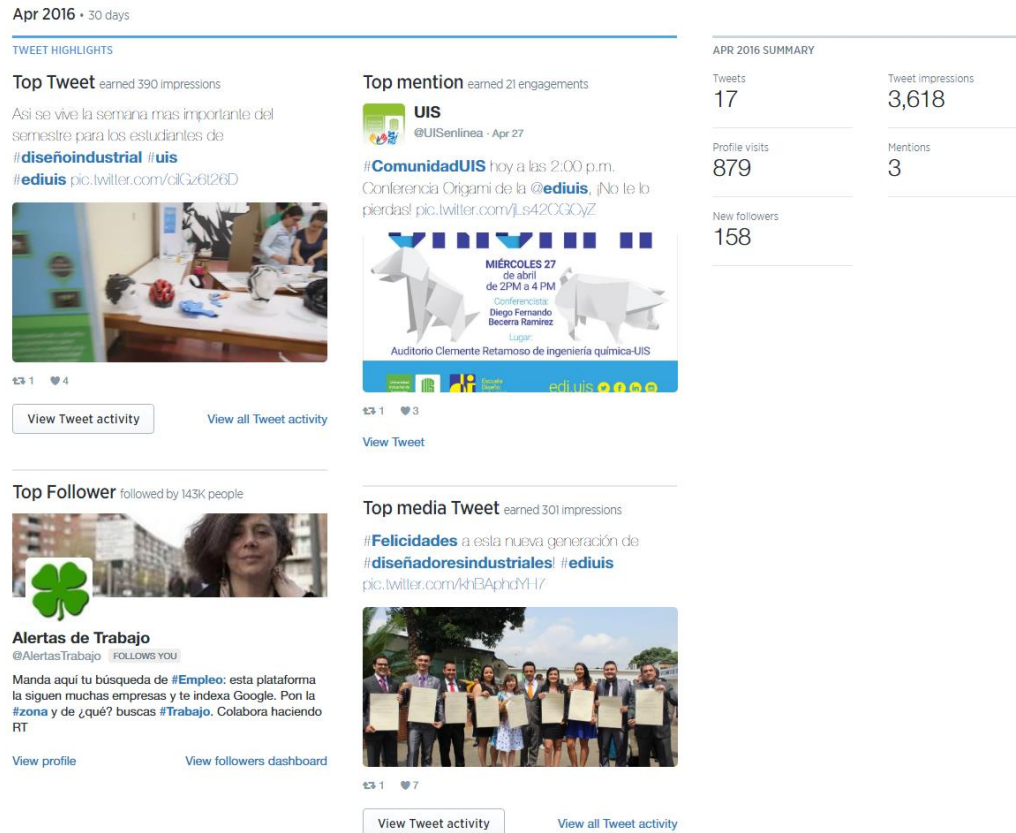 Apr 2016 • 30 days
TWEET HIGHLIGHTS
Top Tweet earned 390 impressions
Asi se vive la semana mas importante del
semestre para los estudiantes de
#diseñoindustrial #uis
#ediuis pic.twitter.com/cilGz6t26D
1 4
View Tweet activity View all Tweet activity
Top Follower followed by 143K people
Alertas de Trabajo
@AlertasTrabajo FOLLOWS YOU
Manda aquí tu búsqueda de #Empleo: esta plataforma
la siguen muchas empresas y te indexa Google. Pon la
#zona y de ¿qué? buscas #Trabajo. Colabora haciendo
RT
View profile View followers dashboard
Top mention earned 21 engagements
UIS
@UISenlinea · Apr 27
#ComunidadUIS hoy a las 2:00 p.m.
Conferencia Origami de la @ediuis, ¡No te lo
pierdas! pic.twitter.com/jLs42CGCyZ
MIÉRCOLES 27
de abril
de 2PM a 4 PM
Conferencista:
Diego Fernando
Becerra Ramirez
Lugar:
Auditorio Clemente Retamoso de ingeniería química-UIS
edi.uis
1 3
View Tweet
Top media Tweet earned 301 impressions
#Felicidades a esta nueva generación de
#diseñadoresindustriales! #ediuis
pic.twitter.com/khBAphdYH7
1 7
View Tweet activity View all Tweet activity
APR 2016 SUMMARY
Tweets Tweet impressions
17 3,618
Profile visits Mentions
879 3
New followers
158